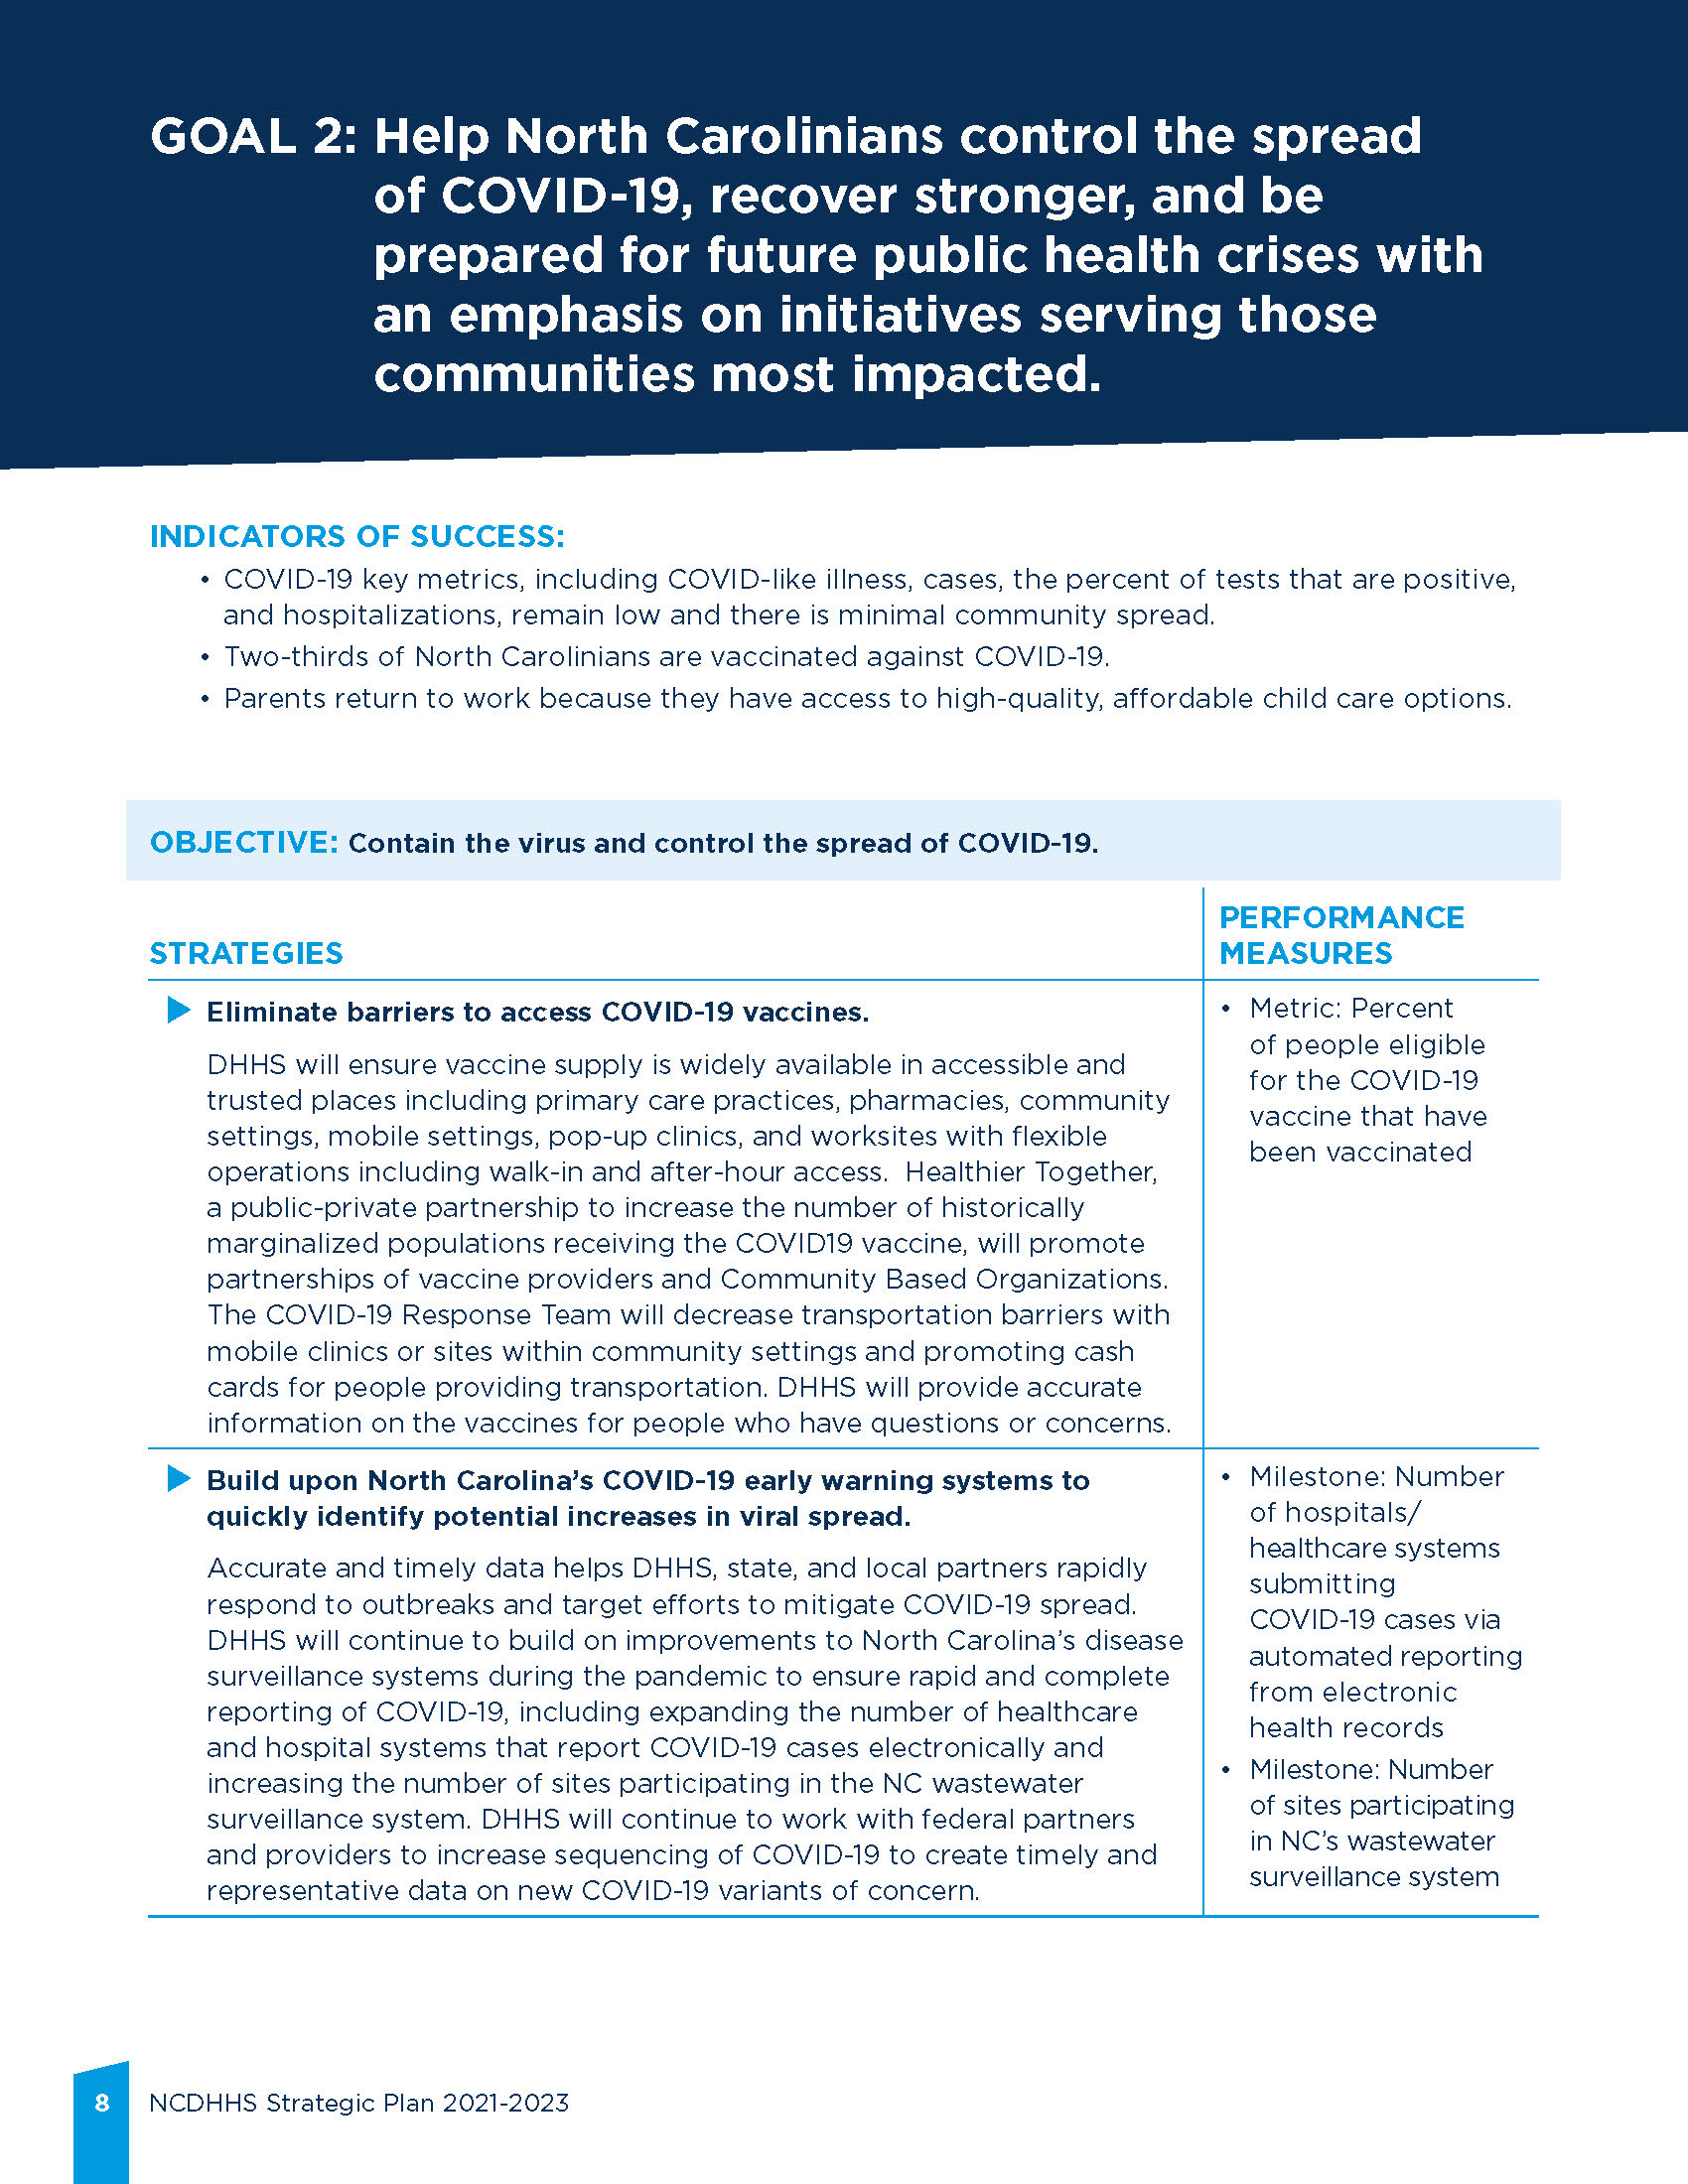 GOAL 2: Help North Carolinians control the spread
of COVID-19, recover stronger, and be
prepared for future public health crises with
an emphasis on initiatives serving those
communities most impacted.
INDICATORS OF SUCCESS:
• COVID-19 key metrics, including COVID-like illness, cases, the percent of tests that are positive,
and hospitalizations, remain low and there is minimal community spread.
• Two-thirds of North Carolinians are vaccinated against COVID-19.
• Parents return to work because they have access to high-quality, affordable child care options.
OBJECTIVE: Contain the virus and control the spread of COVID-19.
STRATEGIES
PERFORMANCE
MEASURES
Eliminate barriers to access COVID-19 vaccines.
DHHS will ensure vaccine supply is widely available in accessible and
trusted places including primary care practices, pharmacies, community
settings, mobile settings, pop-up clinics, and worksites with flexible
operations including walk-in and after-hour access.  Healthier Together,
a public-private partnership to increase the number of historically
marginalized populations receiving the COVID19 vaccine, will promote
partnerships of vaccine providers and Community Based Organizations.
The COVID-19 Response Team will decrease transportation barriers with
mobile clinics or sites within community settings and promoting cash
cards for people providing transportation. DHHS will provide accurate
information on the vaccines for people who have questions or concerns.
• Metric: Percent
of people eligible
for the COVID-19
vaccine that have
been vaccinated
Build upon North Carolina’s COVID-19 early warning systems to
quickly identify potential increases in viral spread.
Accurate and timely data helps DHHS, state, and local partners rapidly
respond to outbreaks and target efforts to mitigate COVID-19 spread.
DHHS will continue to build on improvements to North Carolina’s disease
surveillance systems during the pandemic to ensure rapid and complete
reporting of COVID-19, including expanding the number of healthcare
and hospital systems that report COVID-19 cases electronically and
increasing the number of sites participating in the NC wastewater
surveillance system. DHHS will continue to work with federal partners
and providers to increase sequencing of COVID-19 to create timely and
representative data on new COVID-19 variants of concern.
• Milestone: Number
of hospitals/
healthcare systems
submitting
COVID-19 cases via
automated reporting
from electronic
health records
• Milestone: Number
of sites participating
in NC’s wastewater
surveillance system
8 NCDHHS Strategic Plan 2021-2023